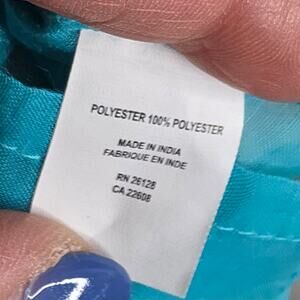 POLYESTER 100% POLYESTER
MADE IN INDIA
FABRIQUE EN INDE
RN 26128
CA 22608